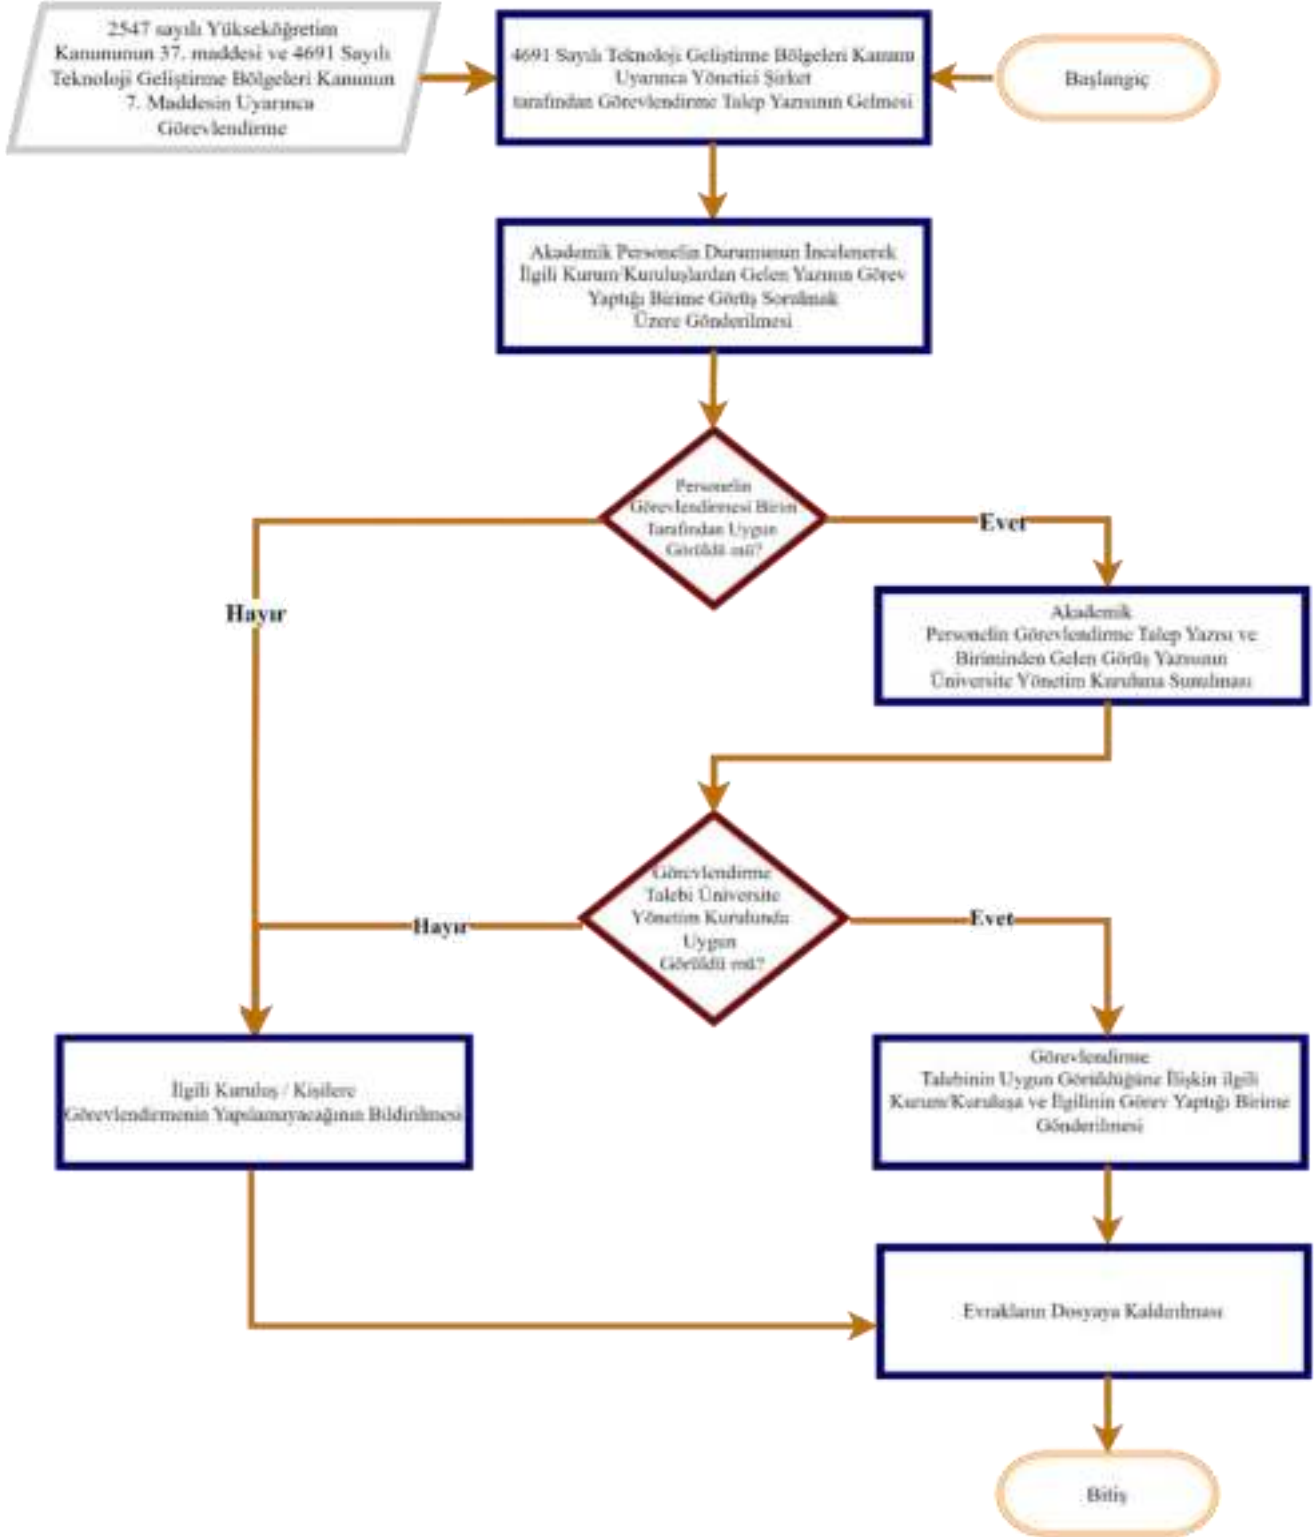 2547 sayılı Yükseköğretim
Kanununun 37. maddesi ve 4691 Sayılı
Teknoloji Geliştirme Bölgeleri Kanunun
7. Maddesin Uyarınca
Görevlendirme
4691 Sayılı Teknoloji Geliştirme Bölgeleri Kanunu
Uyarınca Yönetici Şirket
tarafından Görevlendirme Talep Yazısının Gelmesi
Başlangıç
Akademik Personelin Durumunun İncelenerek
İlgili Kurum/Kuruluşlardan Gelen Yazının Görev
Yaptığı Birime Görüş Sorulmak
Üzere Gönderilmesi
Personelin
Görevlendirmesi Birim
Tarafından Uygun
Görüldü mü?
Evet
Hayır
Akademik
Personelin Görevlendirme Talep Yazısı ve
Biriminden Gelen Görüş Yazısının
Üniversite Yönetim Kuruluna Sunulması
Görevlendirme
Talebi Üniversite
Yönetim Kurulunda
Uygun
Görüldü mü?
Hayır
Evet
İlgili Kuruluş / Kişilere
Görevlendirmenin Yapılamayacağının Bildirilmesi
Görevlendirme
Talebinin Uygun Görüldüğüne İlişkin ilgili
Kurum/Kuruluşa ve İlgilinin Görev Yaptığı Birime
Gönderilmesi
Evrakların Dosyaya Kaldırılması
Bitiş